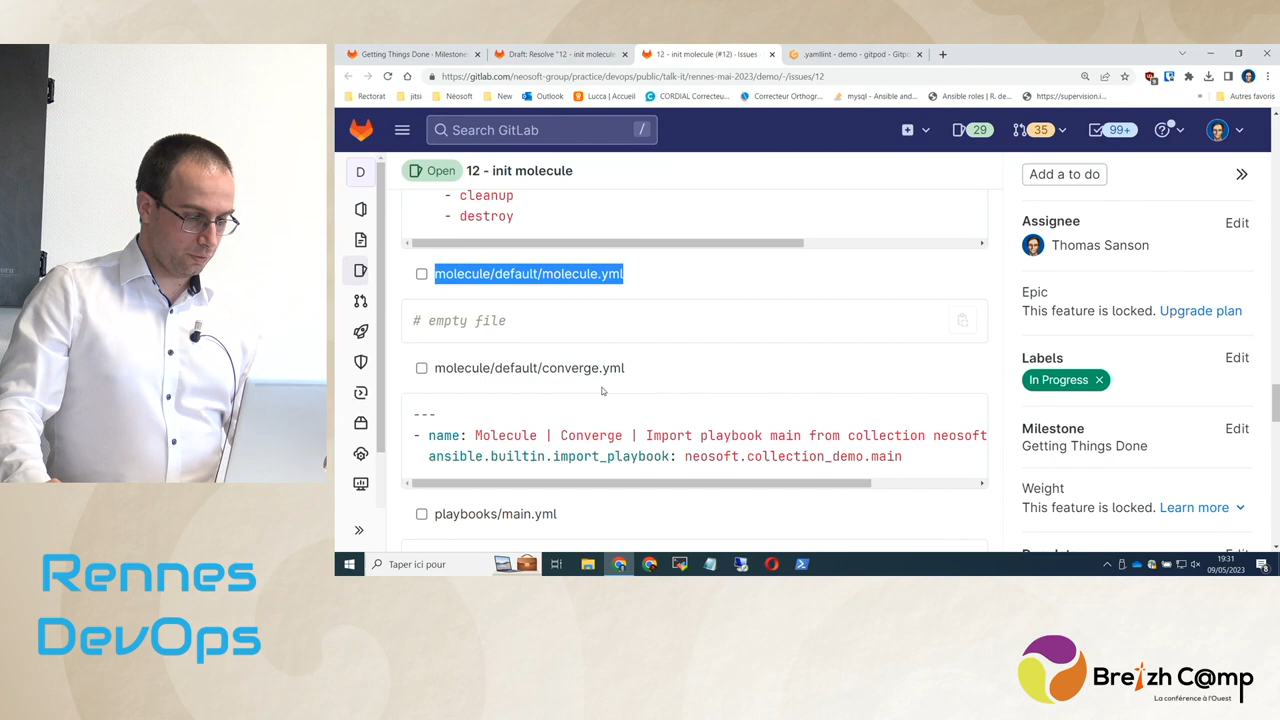 Getting Things Done · Milestone
Draft: Resolve "12 - init molecule
12 - init molecule (#12) · Issues
.yamllint - demo - gitpod - Gitp
https://gitlab.com/neosoft-group/practice/devops/public/talk-it/rennes-mai-2023/demo/-/issues/12
Rectorat
jitsi
Néosoft
New
Outlook
Lucca | Accueil
CORDIAL Correcteu...
Correcteur Orthogr...
mysql - Ansible and...
Ansible roles | R. de...
https://supervision.i...
»
Autres favoris
Search GitLab
/
29
35
99+
D
Open
12 - init molecule
Add a to do
- cleanup
- destroy
molecule/default/molecule.yml
# empty file
molecule/default/converge.yml
---
- name: Molecule | Converge | Import playbook main from collection neosoft
ansible.builtin.import_playbook: neosoft.collection_demo.main
playbooks/main.yml
Assignee
Edit
Thomas Sanson
Epic
This feature is locked. Upgrade plan
Labels
Edit
In Progress
Milestone
Edit
Getting Things Done
Weight
This feature is locked. Learn more
Taper ici pour
19:31
09/05/2023
8
Rennes
DevOps
Breizh C@mp
La conférence à l'Ouest